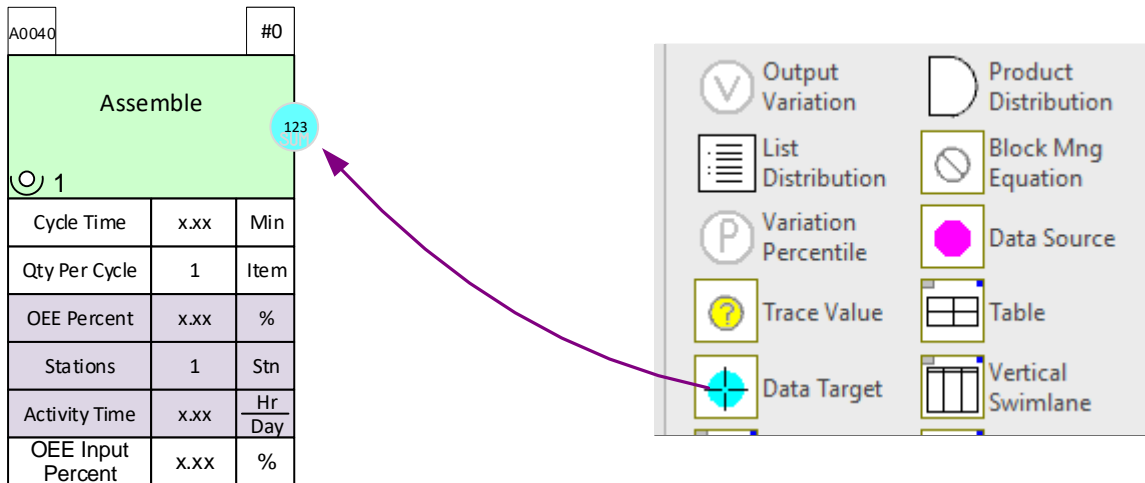 A0040
#0
Assemble
123
SUM
1
Cycle Time x.xx Min
Qty Per Cycle 1 Item
OEE Percent x.xx %
Stations 1 Stn
Activity Time x.xx Hr
Day
OEE Input
Percent x.xx %
Output
Variation
Product
Distribution
List
Distribution
Block Mng
Equation
P
Variation
Percentile
Data Source
?
Trace Value
Table
Data Target
Vertical
Swimlane
V